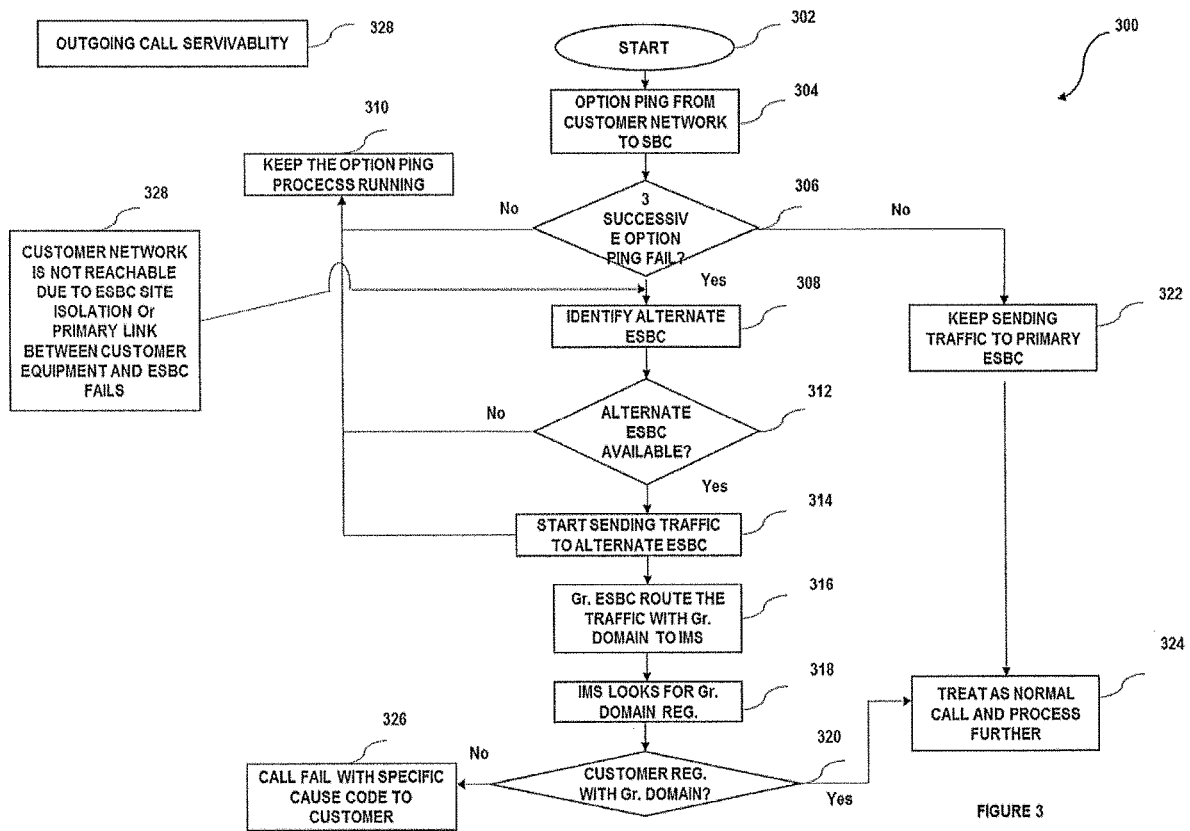 OUTGOING CALL SERVIVABLITY
328
START
302
300
OPTION PING FROM
CUSTOMER NETWORK
TO SBC
304
310
KEEP THE OPTION PING
PROCECSS RUNNING
3
SUCCESSIV
E OPTION
PING FAIL?
306
No
No
Yes
328
CUSTOMER NETWORK
IS NOT REACHABLE
DUE TO ESBC SITE
ISOLATION Or
PRIMARY LINK
BETWEEN CUSTOMER
EQUIPMENT AND ESBC
FAILS
308
IDENTIFY ALTERNATE
ESBC
322
KEEP SENDING
TRAFFIC TO PRIMARY
ESBC
312
No
ALTERNATE
ESBC
AVAILABLE?
Yes
314
START SENDING TRAFFIC
TO ALTERNATE ESBC
316
Gr. ESBC ROUTE THE
TRAFFIC WITH Gr.
DOMAIN TO IMS
318
IMS LOOKS FOR Gr.
DOMAIN REG.
324
TREAT AS NORMAL
CALL AND PROCESS
FURTHER
326
No
320
CUSTOMER REG.
WITH Gr. DOMAIN?
Yes
CALL FAIL WITH SPECIFIC
CAUSE CODE TO
CUSTOMER
FIGURE 3